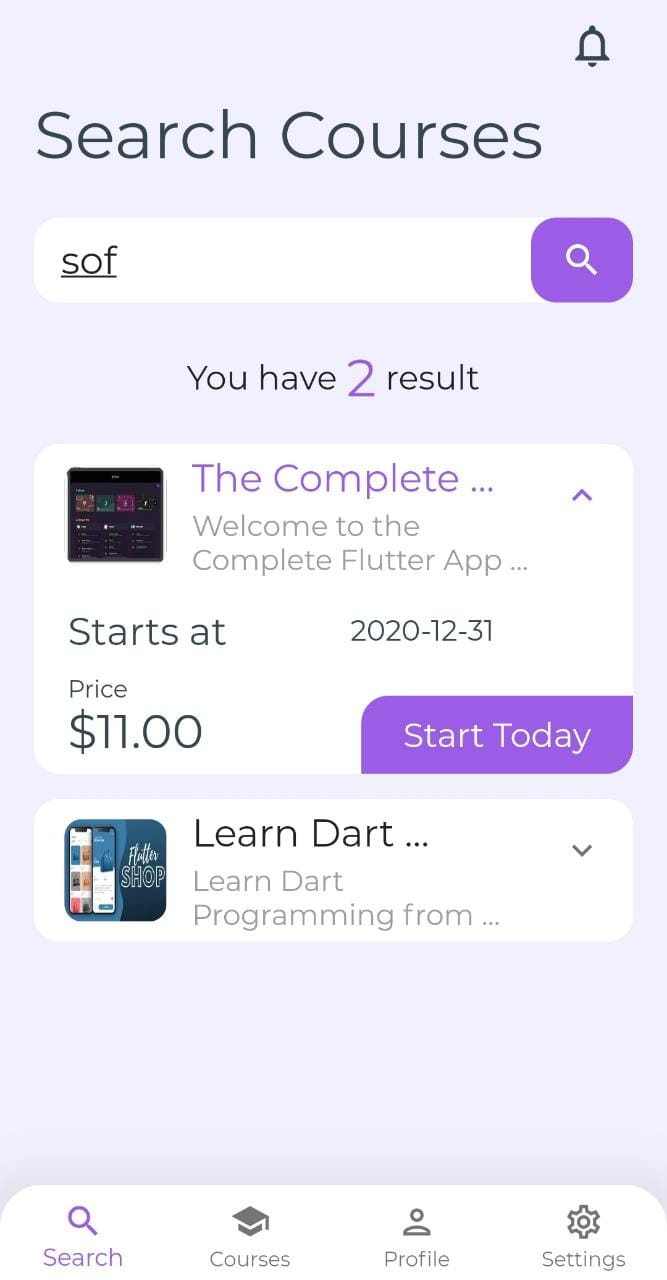 Search Courses
sof
You have 2 result
The Complete ...
Welcome to the
Complete Flutter App ...
Starts at 2020-12-31
Price
$11.00
Start Today
Flutter
SHOP
Learn Dart ...
Learn Dart
Programming from ...
Search Courses Profile Settings